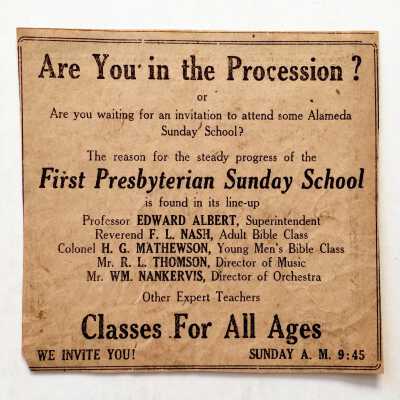 Are You in the Procession?
or
Are you waiting for an invitation to attend some Alameda
Sunday School?
The reason for the steady progress of the
First Presbyterian Sunday School
is found in its line-up
Professor EDWARD ALBERT, Superintendent
Reverend F. L. NASH, Adult Bible Class
Colonel H. G. MATHEWSON, Young Men's Bible Class
Mr. R. L. THOMSON, Director of Music
Mr. WM. NANKERVIS, Director of Orchestra
Other Expert Teachers
Classes For All Ages
WE INVITE YOU! SUNDAY A. M. 9:45